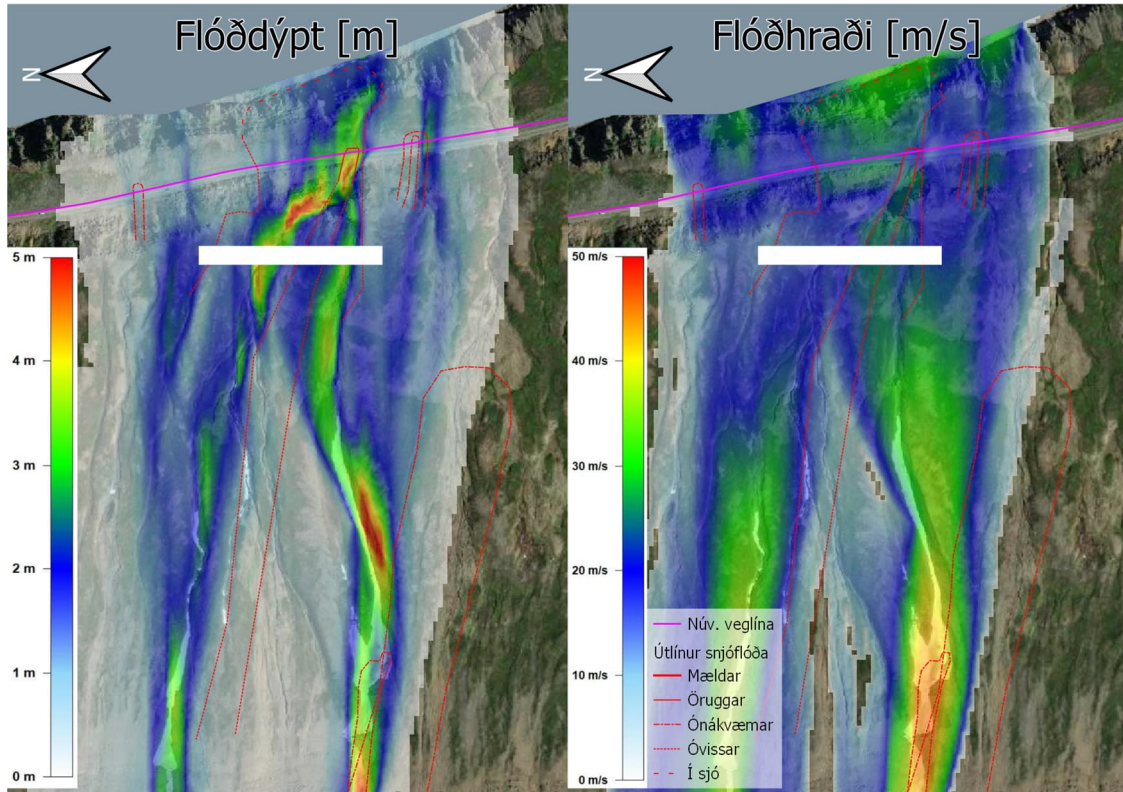 Flóðdýpt [m]
N
5 m
4 m
3 m
2 m
1 m
0 m
Flóðhraði [m/s]
N
50 m/s
40 m/s
30 m/s
20 m/s
10 m/s
0 m/s
Núv. veglína
Útlínur snjóflóða
Mældar
Öruggar
Ónákvæmar
Óvissar
Í sjó